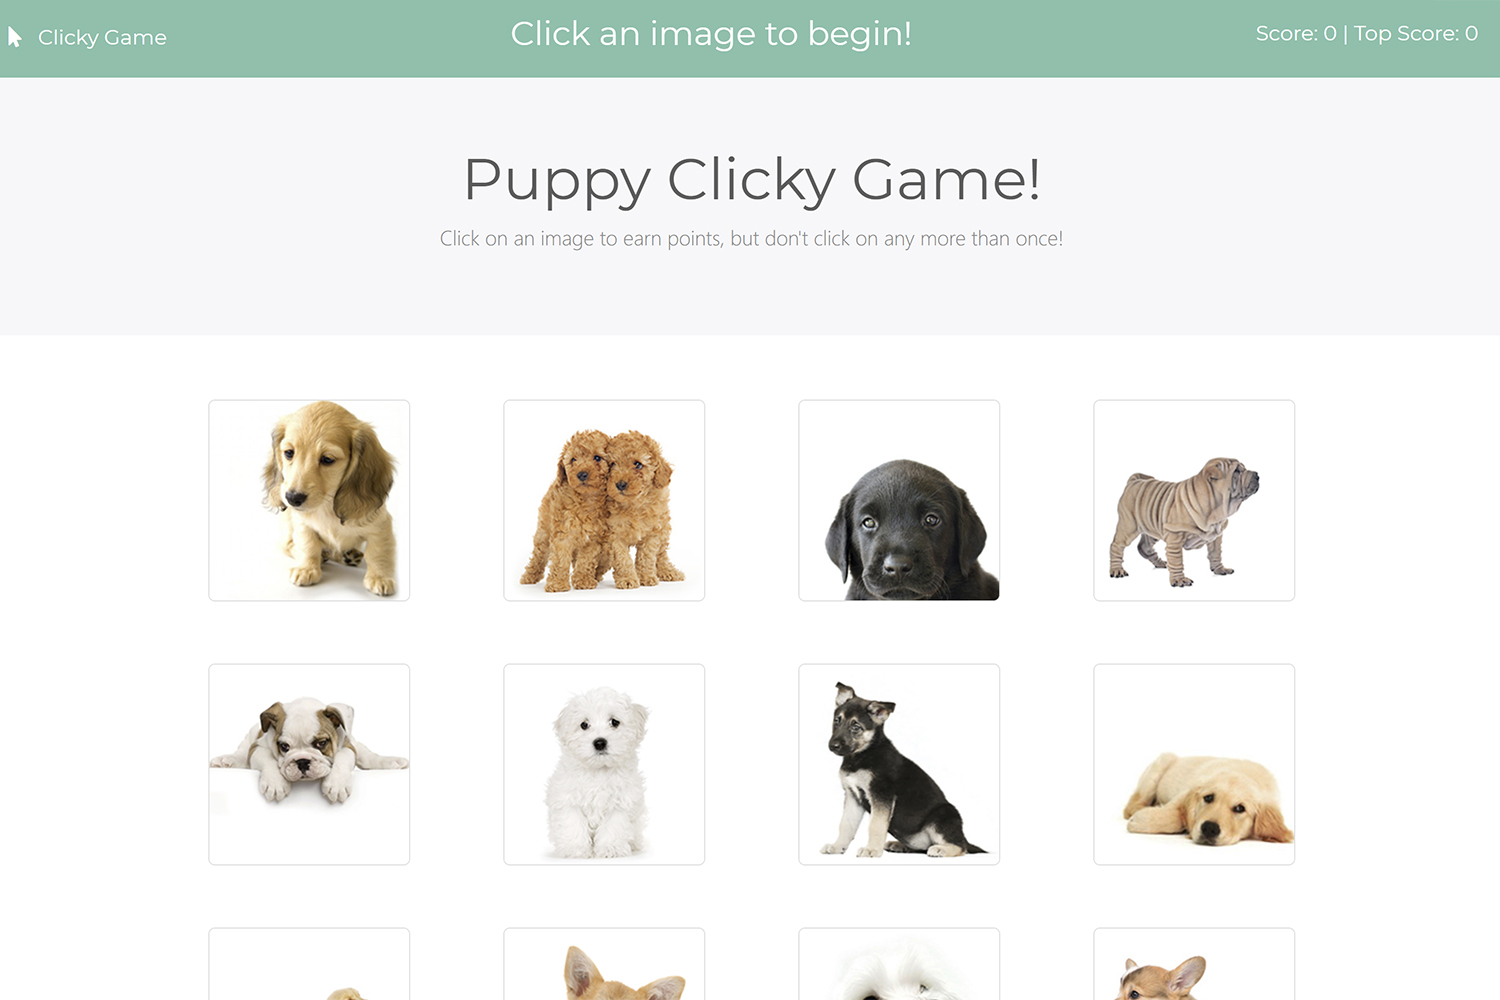 Clicky Game
Click an image to begin!
Score: 0 | Top Score: 0
Puppy Clicky Game!
Click on an image to earn points, but don't click on any more than once!